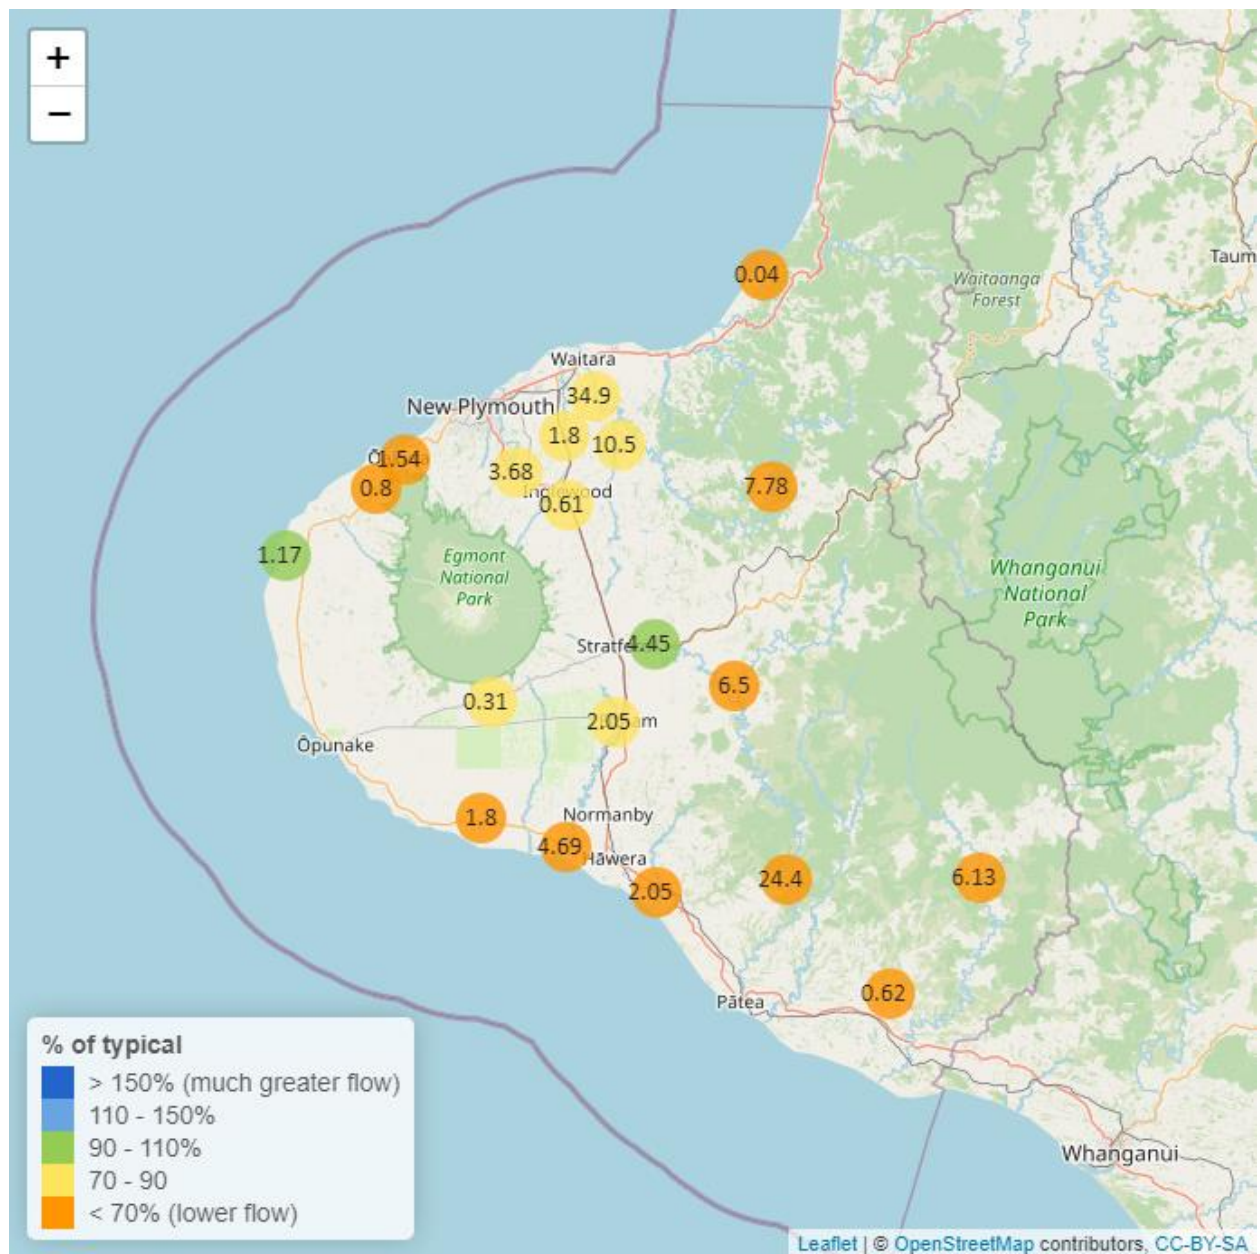 +
−
Taum
0.04
Waitaanga
Forest
Waitara
34.9
New Plymouth
1.8
10.5
1.54
3.68
0.8
7.78
0.61
1.17
Egmont
National
Park
Whanganui
National
Park
4.45
6.5
0.31
2.05
Ōpunake
1.8
Normanby
4.69
Hāwera
24.4
6.13
2.05
0.62
Pātea
% of typical
> 150% (much greater flow)
110 - 150%
90 - 110%
70 - 90
< 70% (lower flow)
Whanganui
Leaflet | © OpenStreetMap contributors, CC-BY-SA